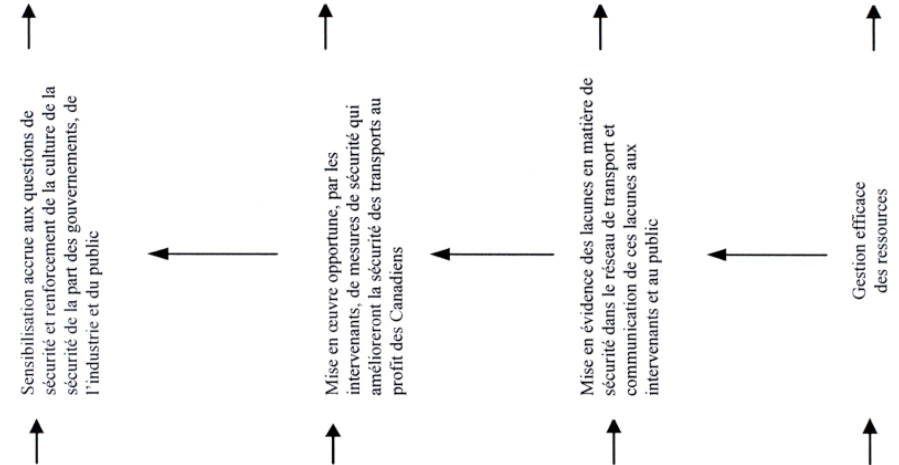 Sensibilisation accrue aux questions de
sécurité et renforcement de la culture de la
sécurité de la part des gouvernements, de
l'industrie et du public
Mise en œuvre opportune, par les
intervenants, de mesures de sécurité qui
amélioreront la sécurité des transports au
profit des Canadiens
Mise en évidence des lacunes en matière de
sécurité dans le réseau de transport et
communication de ces lacunes aux
intervenants et au public
Gestion efficace
des ressources